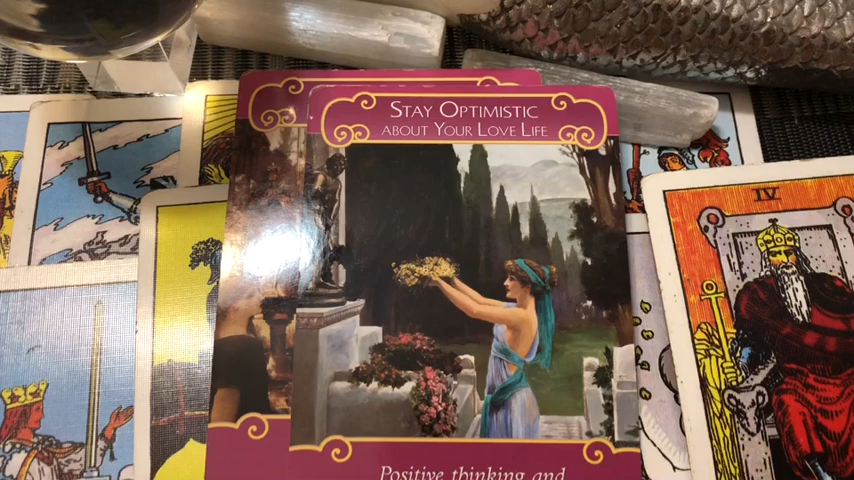 STAY OPTIMISTIC
ABOUT YOUR LOVE LIFE
IV
Positive thinking and